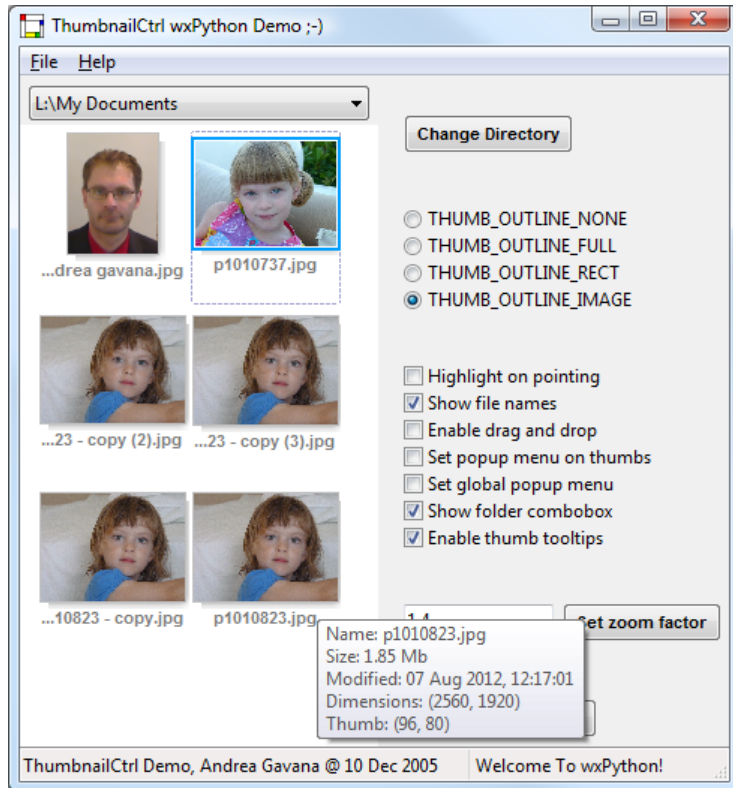 ThumbnailCtrl wxPython Demo ;-)
File Help
L:\My Documents
Change Directory
...drea gavana.jpg
p1010737.jpg
THUMB_OUTLINE_NONE
THUMB_OUTLINE_FULL
THUMB_OUTLINE_RECT
THUMB_OUTLINE_IMAGE
...23 - copy (2).jpg
...23 - copy (3).jpg
Highlight on pointing
Show file names
Enable drag and drop
Set popup menu on thumbs
Set global popup menu
Show folder combobox
Enable thumb tooltips
...10823 - copy.jpg
p1010823.jpg
Set zoom factor
Name: p1010823.jpg
Size: 1.85 Mb
Modified: 07 Aug 2012, 12:17:01
Dimensions: (2560, 1920)
Thumb: (96, 80)
ThumbnailCtrl Demo, Andrea Gavana @ 10 Dec 2005
Welcome To wxPython!